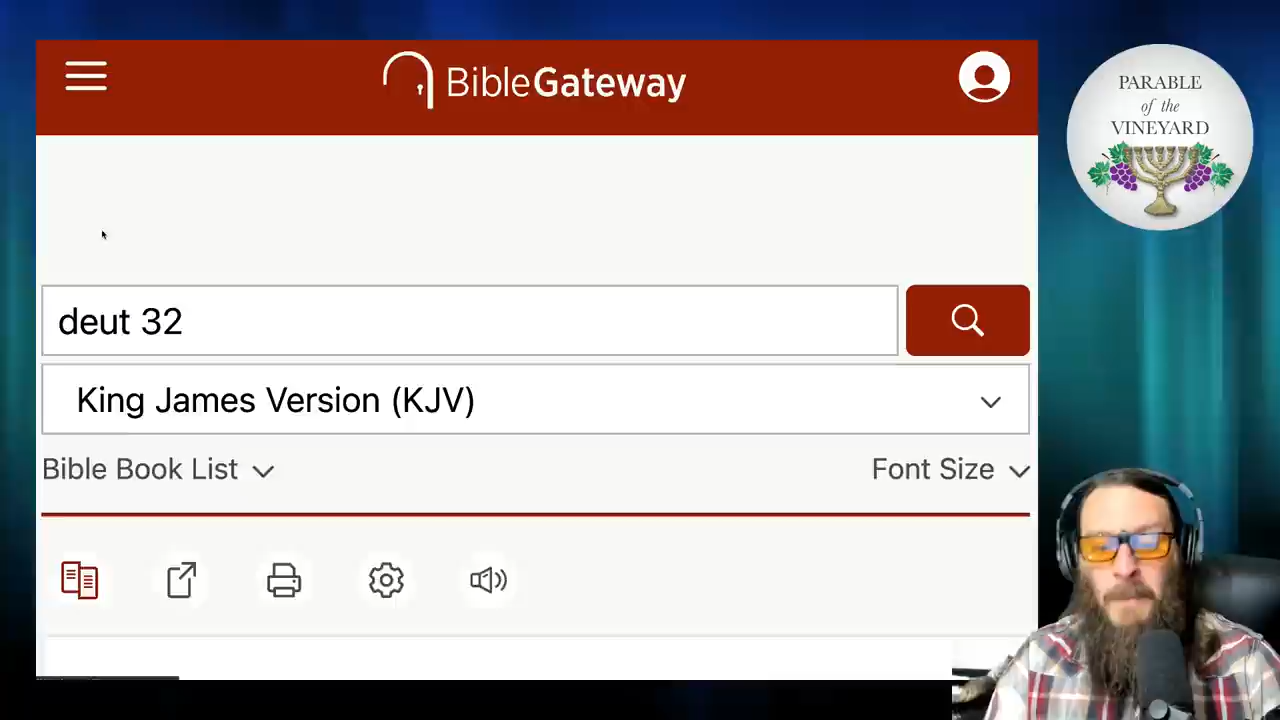 BibleGateway
PARABLE
of the
VINEYARD
deut 32
King James Version (KJV)
Bible Book List
Font Size